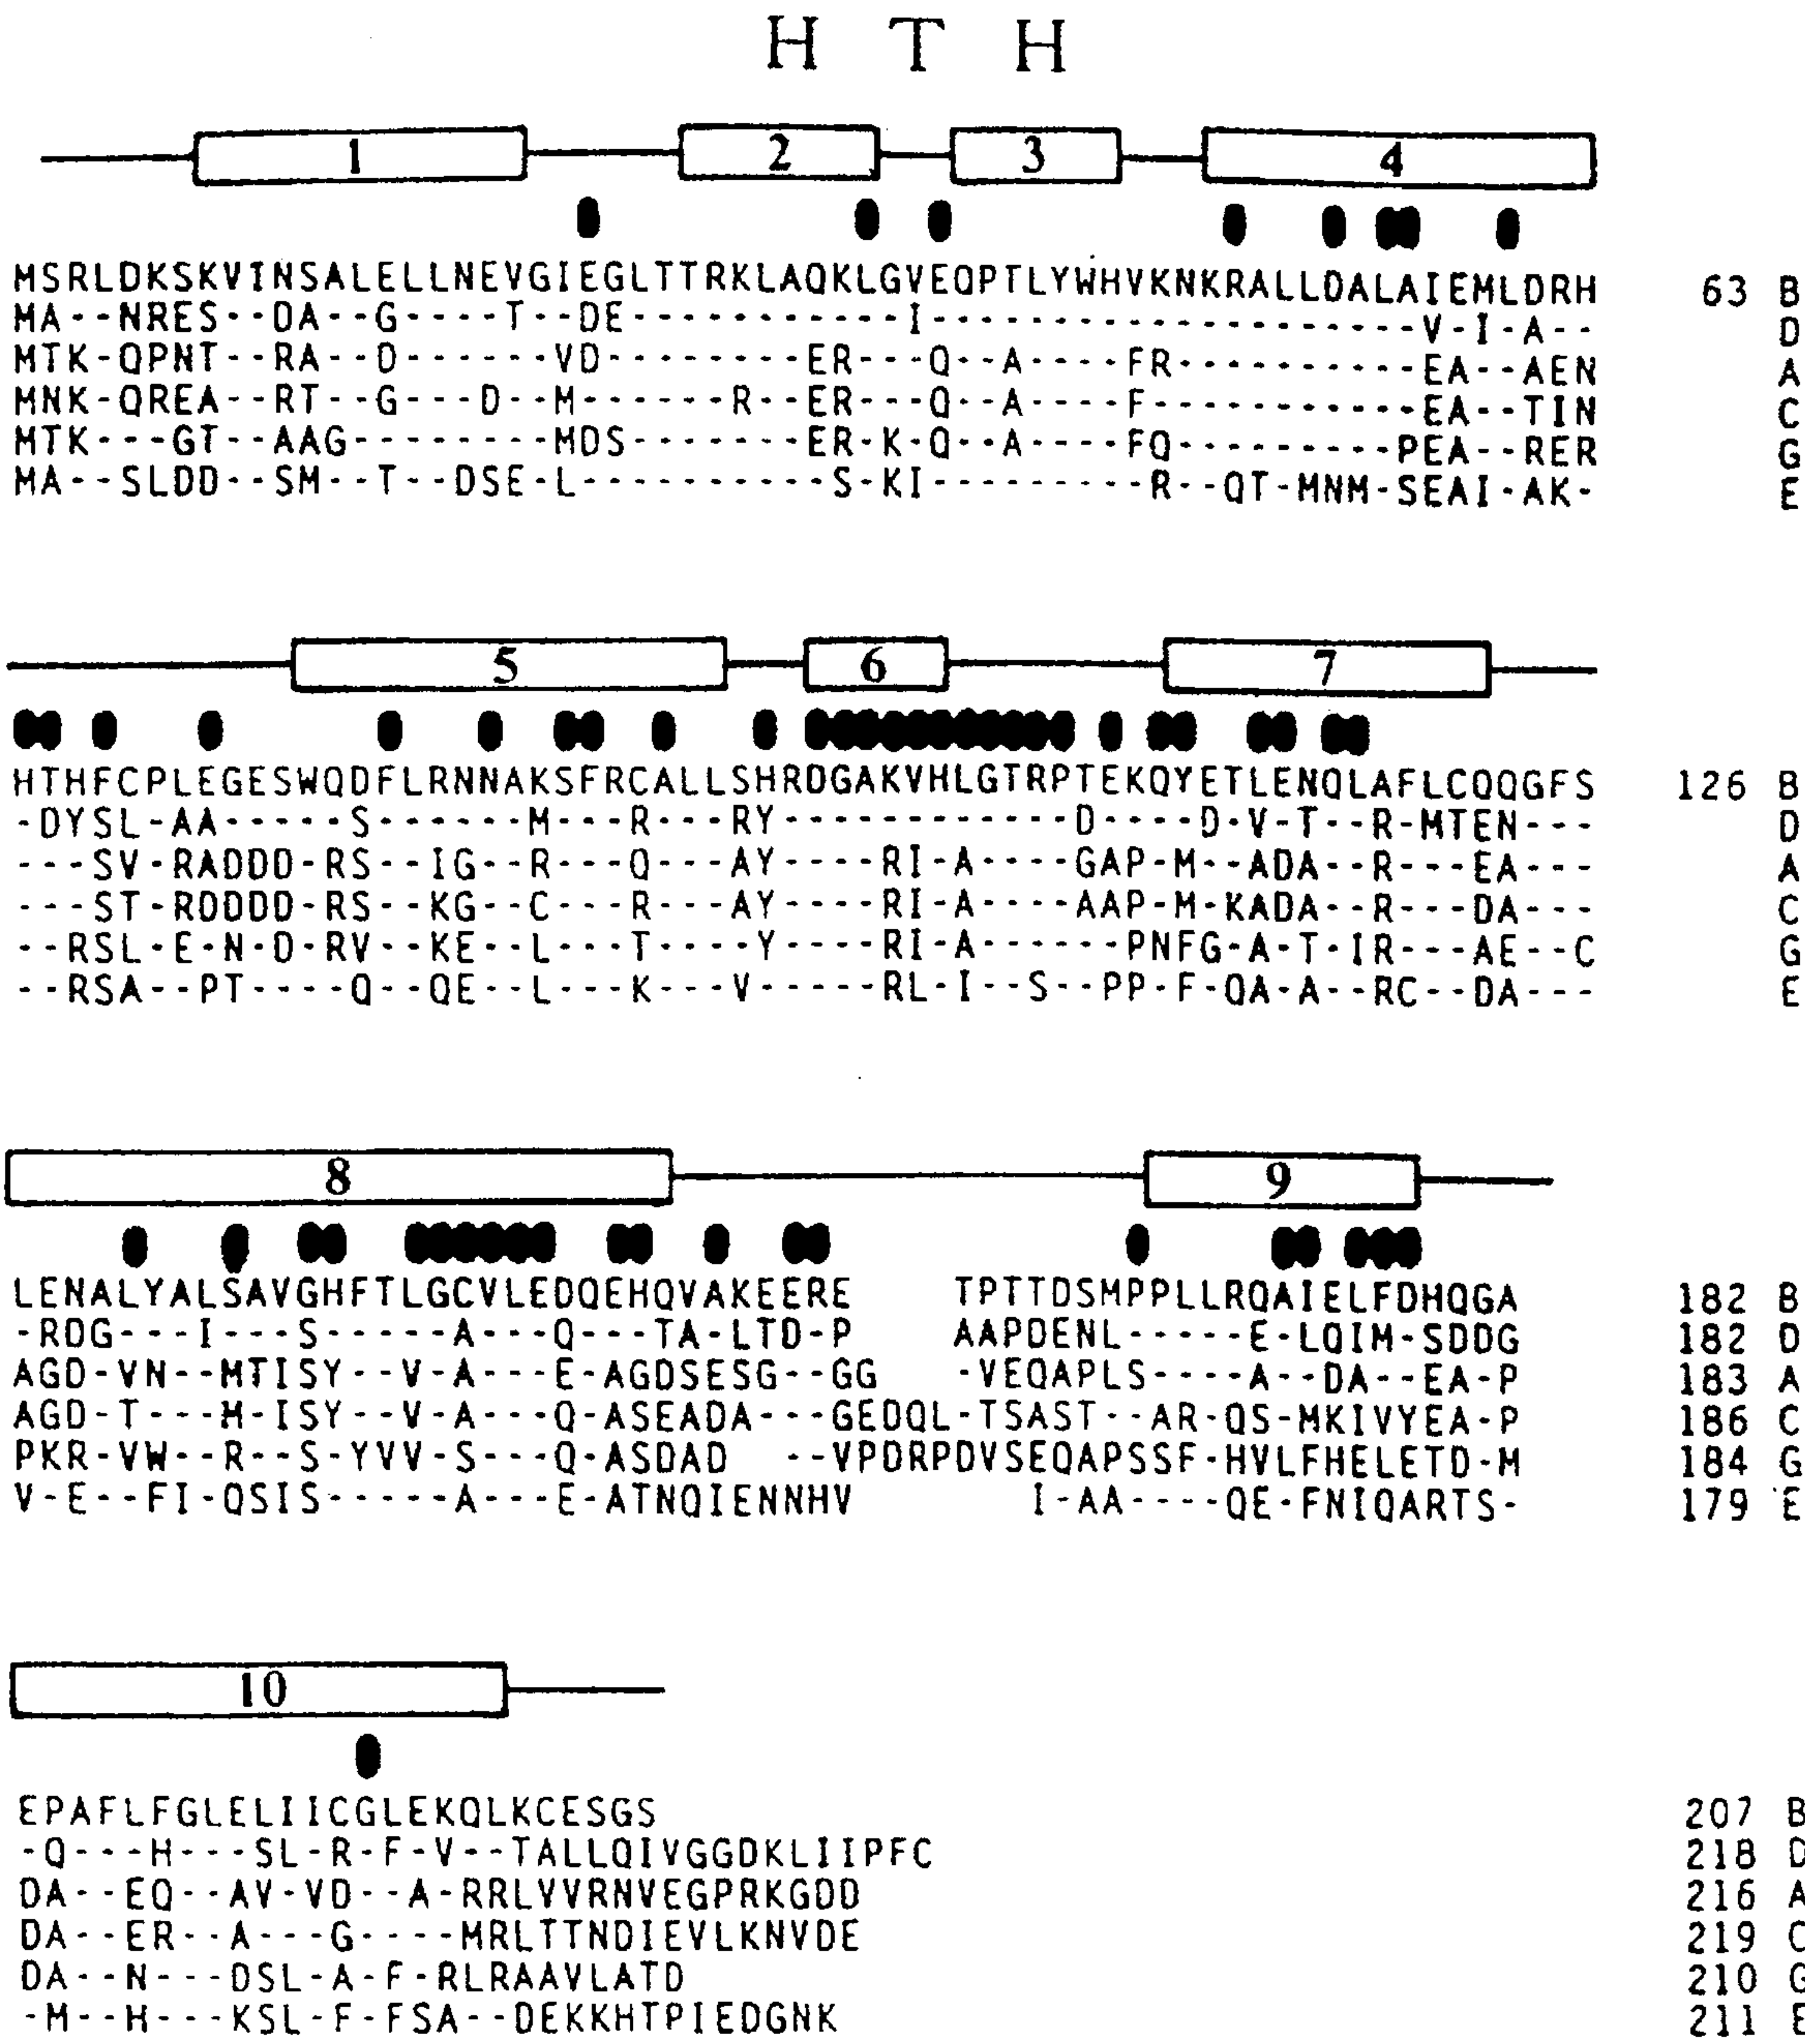 H T H
1 2 3 4
MSRLDKSKVINSALELLNEVGIEGLTTRKLAQKLGVEQPTLYWHVKNKRALLDALAIEMLDRH 63 B
MA--NRES--DA--G----T--DE-----------I--------------------V-I-A-- D
MTK-QPNT--RA--D------VD--------ER---Q--A----FR----------EA--AEN A
MNK-QREA--RT--G---D--M------R--ER---Q--A----F-----------EA--TIN C
MTK---GT--AAG--------MDS-------ER-K-Q--A----FQ---------PEA--RER G
MA--SLDD--SM--T--DSE-L----------S-KI---------R--QT-MNM-SEAI-AK- E
5 6 7
HTHFCPLEGESWQDFLRNNAKSFRCALLSHRDGAKVHLGTRPTEKQYETLENQLAFLCQQGFS 126 B
-DYSL-AA-----S------M---R---RY------------D----D-V-T--R-MTEN--- D
---SV-RADDD-RS--IG--R---Q---AY----RI-A----GAP-M--ADA--R---EA--- A
---ST-RDDDD-RS--KG--C---R---AY----RI-A----AAP-M-KADA--R---DA--- C
--RSL-E-N-D-RV--KE--L---T----Y----RI-A------PNFG-A-T-IR---AE--C G
--RSA--PT----Q--QE--L---K---V-----RL-I--S--PP-F-QA-A--RC--DA--- E
8 9
LENALYALSAVGHFTLGCVLEDQEHQVAKEERE TPTTDSMPPLLRQAIELFDHQGA 182 B
-RDG---I---S-----A---Q---TA-LTD-P AAPDENL-----E-LQIM-SDDG 182 D
AGD-VN--MTISY--V-A---E-AGDSESG--GG -VEQAPLS----A--DA--EA-P 183 A
AGD-T---M-ISY--V-A---Q-ASEADA---GEDQL-TSAST--AR-QS-MKIVYEA-P 186 C
PKR-VW--R--S-YVV-S---Q-ASDAD --VPDRPDVSEQAPSSF-HVLFHELETD-M 184 G
V-E--FI-QSIS-----A---E-ATNQIENNHV I-AA----QE-FNIQARTS- 179 E
10
EPAFLFGLELIICGLEKQLKCESGS 207 B
-Q---H---SL-R-F-V--TALLQIVGGDKLIIPFC 218 D
DA--EQ--AV-VD--A-RRLVVRNVEGPRKGDD 216 A
DA--ER--A---G----MRLTTNDIEVLKNVDE 219 C
DA--N---DSL-A-F-RLRAAVLATD 210 G
-M--H---KSL-F-FSA--DEKKHTPIEDGNK 211 E